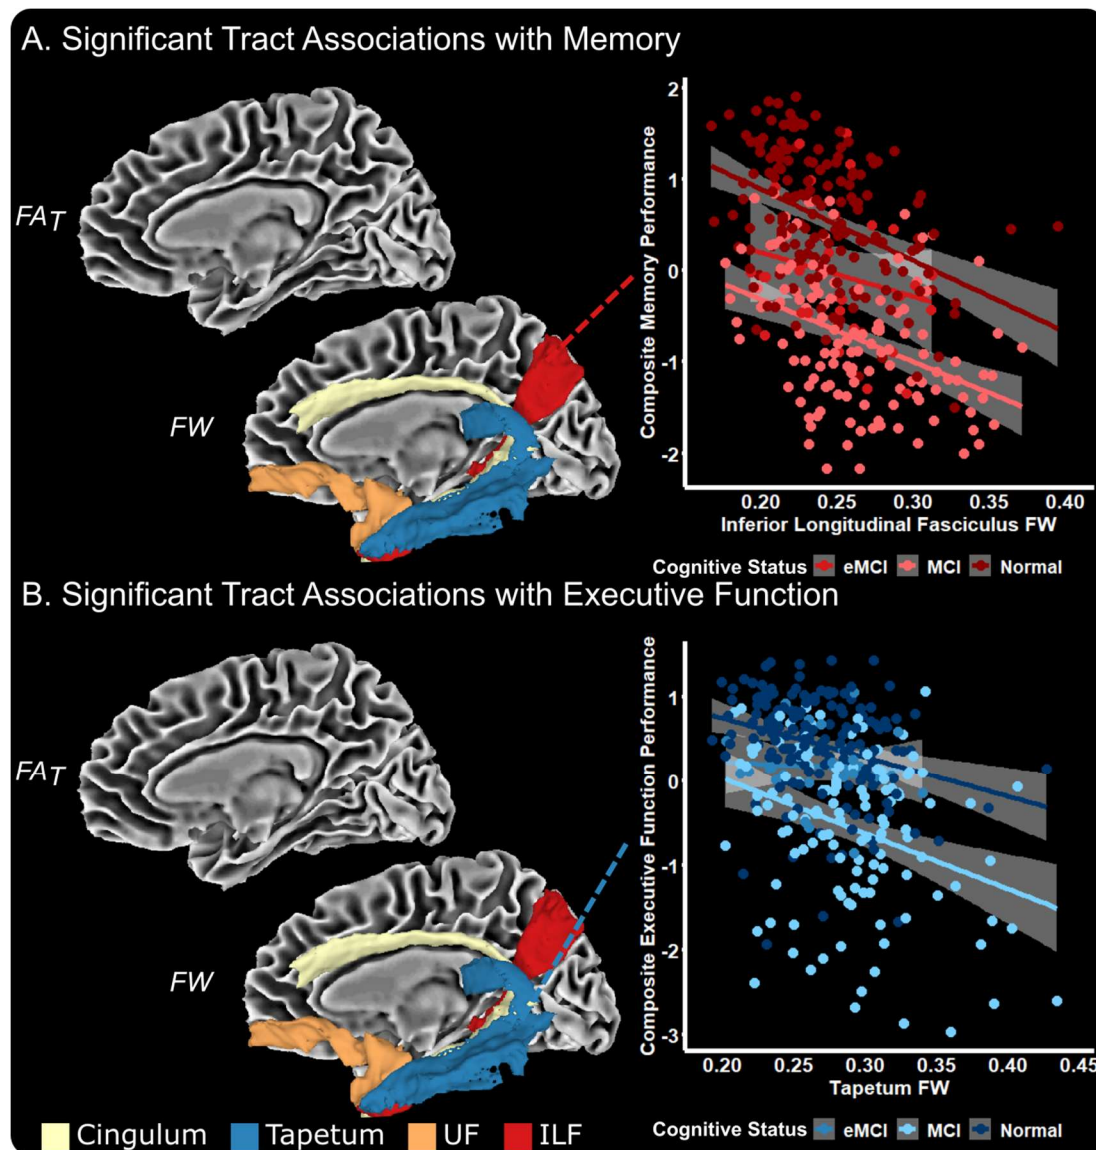 A. Significant Tract Associations with Memory
FAT
FW
Composite Memory Performance
2
1
0
-1
-2
0.20 0.25 0.30 0.35 0.40
Inferior Longitudinal Fasciculus FW
Cognitive Status eMCI MCI Normal
B. Significant Tract Associations with Executive Function
FAT
FW
Composite Executive Function Performance
1
0
-1
-2
-3
0.20 0.25 0.30 0.35 0.40 0.45
Tapetum FW
Cognitive Status eMCI MCI Normal
Cingulum Tapetum UF ILF